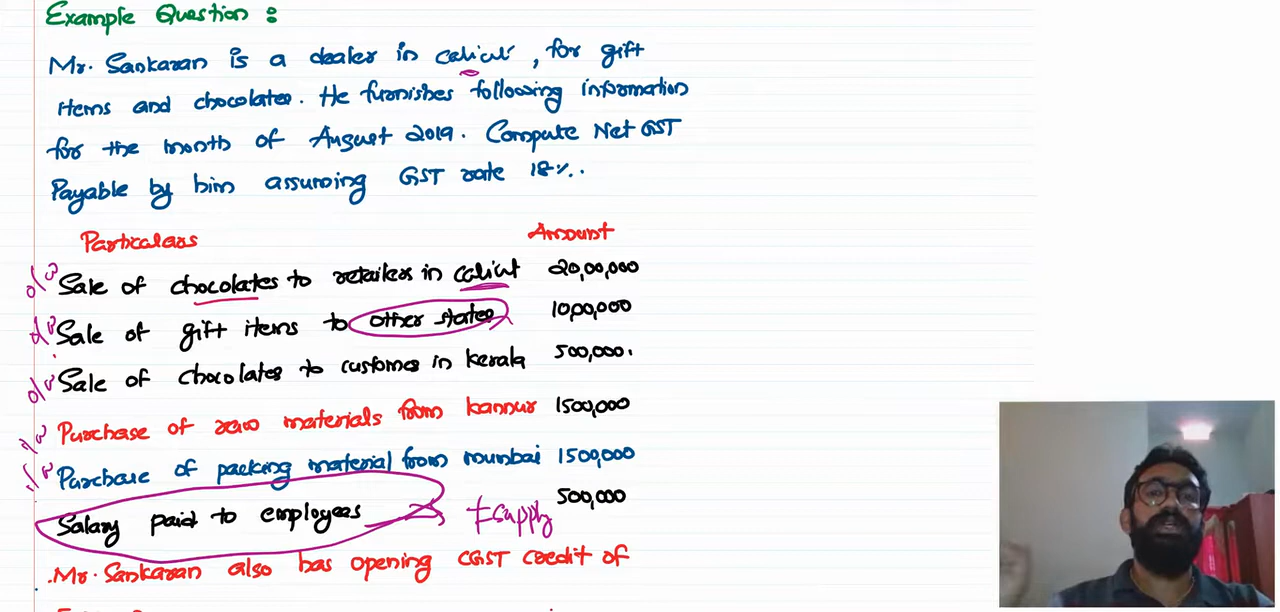 Example Question :
Mr. Sankaran is a dealer in calicut, for gift
items and chocolates. He furnishes following information
for the month of August 2019. Compute Net GST
Payable by him assuming GST rate 18%.
Particulars Amount
o/w Sale of chocolates to retailers in calicut 20,00,000
Sale of gift items to other states 1000,000
o/w Sale of chocolates to customer in kerala 500,000
Purchase of raw materials from kannur 1500,000
Purchase of packing material from mumbai 1500,000
Salary paid to employees ≠supply 500,000
Mr. Sankaran also has opening CGST credit of